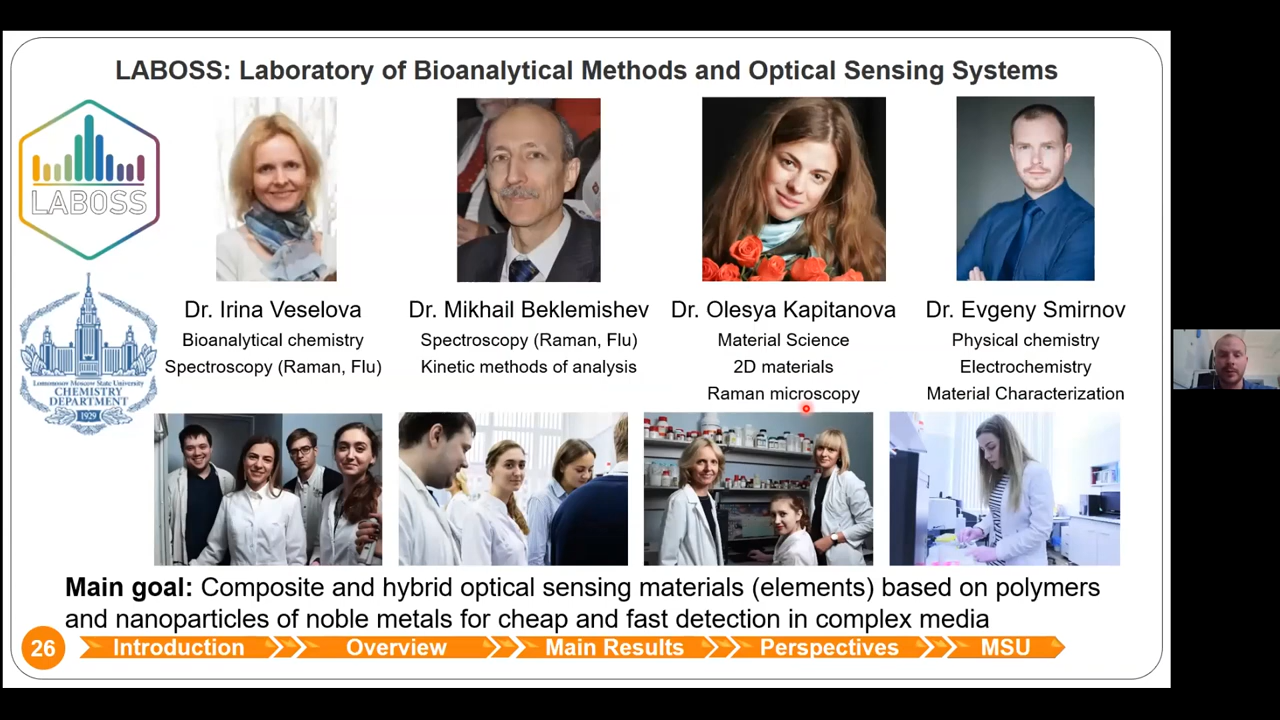 LABOSS: Laboratory of Bioanalytical Methods and Optical Sensing Systems
LABOSS
Lomonosov Moscow State University
CHEMISTRY
DEPARTMENT
1929
Dr. Irina Veselova
Bioanalytical chemistry
Spectroscopy (Raman, Flu)
Dr. Mikhail Beklemishev
Spectroscopy (Raman, Flu)
Kinetic methods of analysis
Dr. Olesya Kapitanova
Material Science
2D materials
Raman microscopy
Dr. Evgeny Smirnov
Physical chemistry
Electrochemistry
Material Characterization
Main goal: Composite and hybrid optical sensing materials (elements) based on polymers
and nanoparticles of noble metals for cheap and fast detection in complex media
26
Introduction
Overview
Main Results
Perspectives
MSU